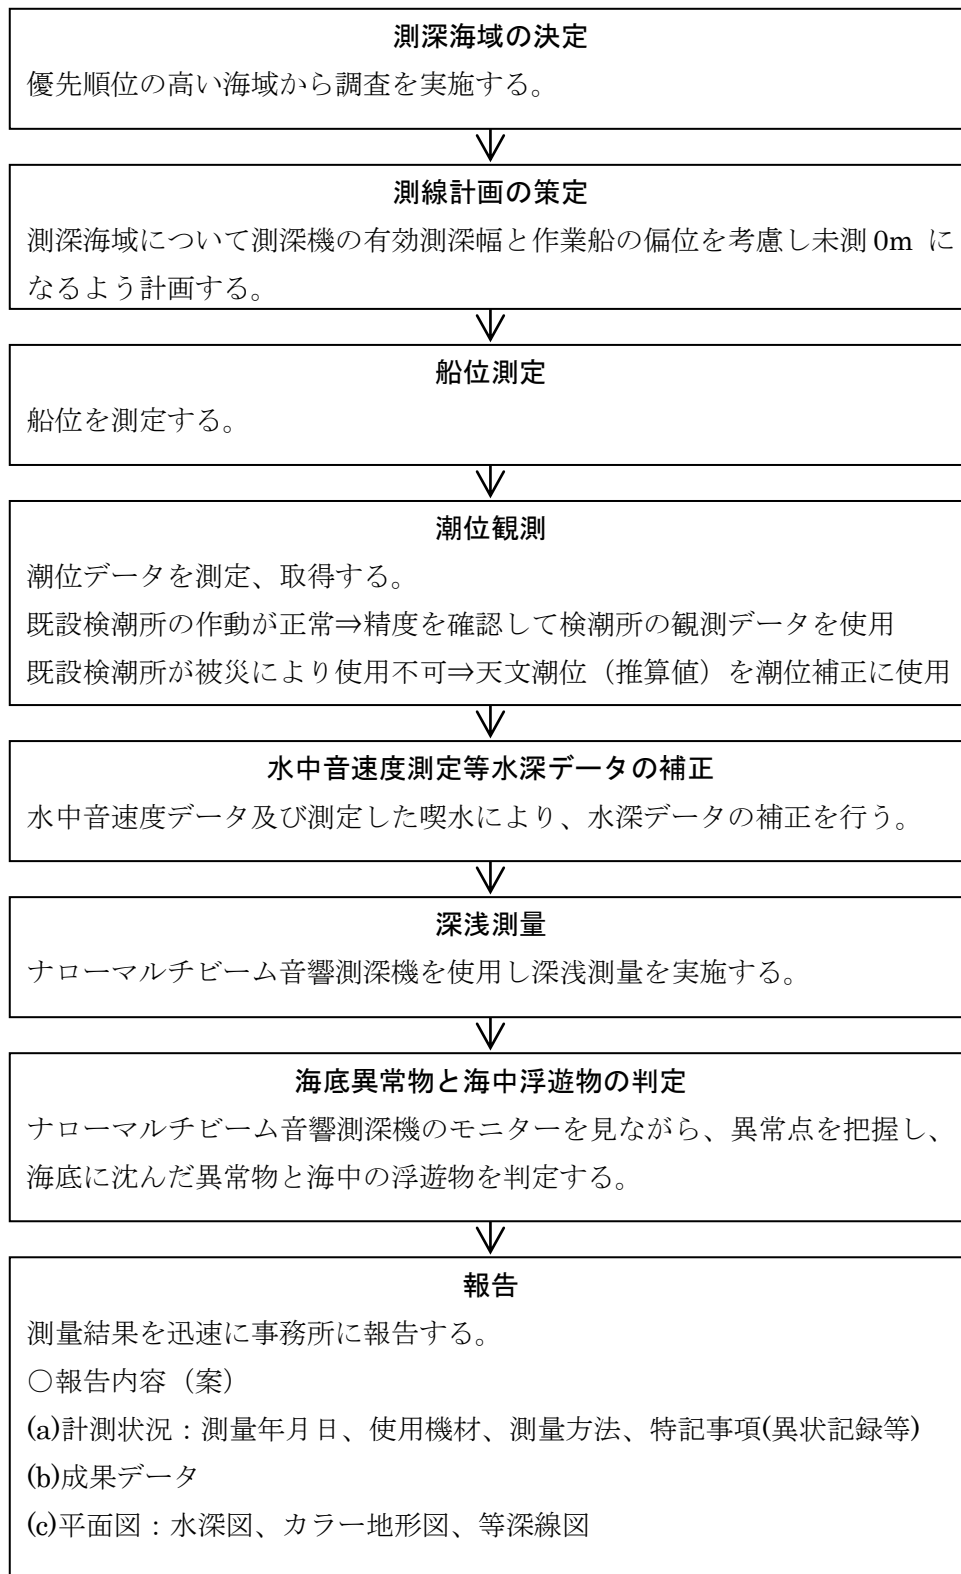 測深海域の決定
優先順位の高い海域から調査を実施する。
測線計画の策定
測深海域について測深機の有効測深幅と作業船の偏位を考慮し未測 0m に
なるよう計画する。
船位測定
船位を測定する。
潮位観測
潮位データを測定、取得する。
既設検潮所の作動が正常⇒精度を確認して検潮所の観測データを使用
既設検潮所が被災により使用不可⇒天文潮位（推算値）を潮位補正に使用
水中音速度測定等水深データの補正
水中音速度データ及び測定した喫水により、水深データの補正を行う。
深浅測量
ナローマルチビーム音響測深機を使用し深浅測量を実施する。
海底異常物と海中浮遊物の判定
ナローマルチビーム音響測深機のモニターを見ながら、異常点を把握し、
海底に沈んだ異常物と海中の浮遊物を判定する。
報告
測量結果を迅速に事務所に報告する。
○報告内容（案）
(a)計測状況：測量年月日、使用機材、測量方法、特記事項(異状記録等)
(b)成果データ
(c)平面図：水深図、カラー地形図、等深線図